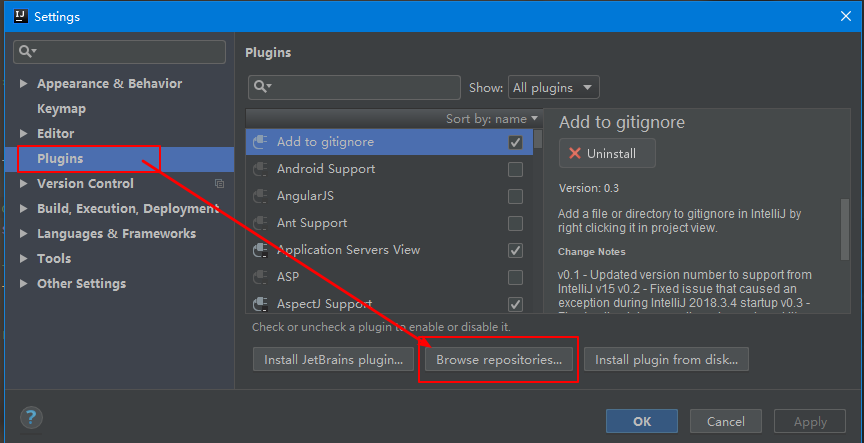 Settings
Appearance & Behavior
Keymap
Editor
Plugins
Version Control
Build, Execution, Deployment
Languages & Frameworks
Tools
Other Settings
Plugins
Show: All plugins
Sort by: name
Add to gitignore
Android Support
AngularJS
Ant Support
Application Servers View
ASP
AspectJ Support
Check or uncheck a plugin to enable or disable it.
Install JetBrains plugin...
Browse repositories...
Install plugin from disk...
Add to gitignore
Uninstall
Version: 0.3
Add a file or directory to gitignore in IntelliJ by
right clicking it in project view.
Change Notes
v0.1 - Updated version number to support from
IntelliJ v15 v0.2 - Fixed issue that caused an
exception during IntelliJ 2018.3.4 startup v0.3 -
?
OK
Cancel
Apply